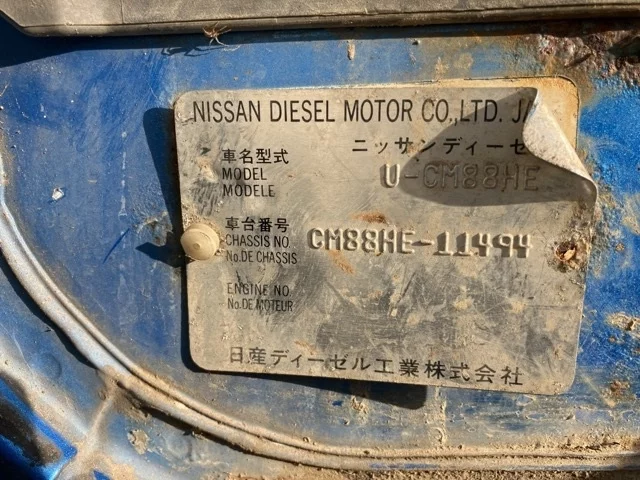 NISSAN DIESEL MOTOR CO.,LTD.
車名型式
ニッサンディーゼ
MODEL
MODELE
U-CM88HE
車台番号
CHASSIS NO.
No.DE CHASSIS
CM88HE-11494
ENGINE NO.
No.DE MOTEUR
日産ディーゼル工業株式会社